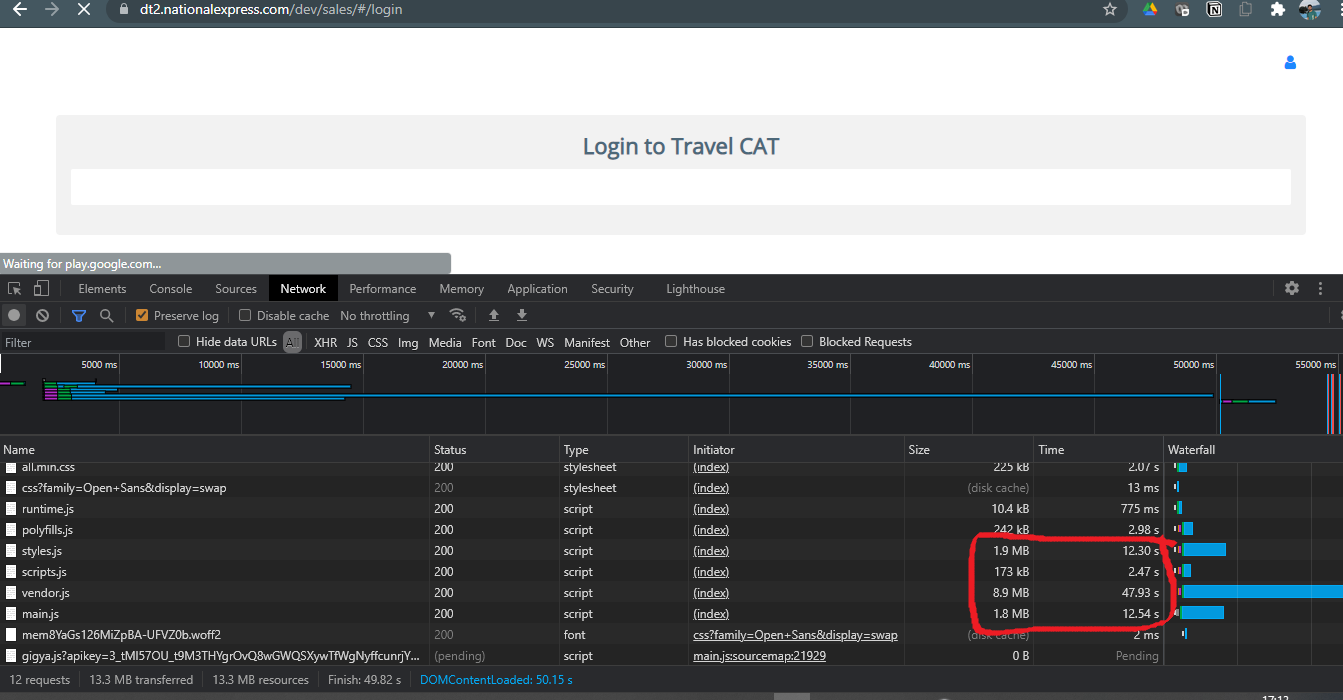 dt2.nationalexpress.com/dev/sales/#/login
Login to Travel CAT
Waiting for play.google.com...
Elements Console Sources Network Performance Memory Application Security Lighthouse
Preserve log Disable cache No throttling
Filter Hide data URLs All XHR JS CSS Img Media Font Doc WS Manifest Other Has blocked cookies Blocked Requests
5000 ms 10000 ms 15000 ms 20000 ms 25000 ms 30000 ms 35000 ms 40000 ms 45000 ms 50000 ms 55000 ms
Name Status Type Initiator Size Time Waterfall
all.min.css 200 stylesheet (index) 225 kB 2.07 s
css?family=Open+Sans&display=swap 200 stylesheet (index) (disk cache) 13 ms
runtime.js 200 script (index) 10.4 kB 775 ms
polyfills.js 200 script (index) 242 kB 2.98 s
styles.js 200 script (index) 1.9 MB 12.30 s
scripts.js 200 script (index) 173 kB 2.47 s
vendor.js 200 script (index) 8.9 MB 47.93 s
main.js 200 script (index) 1.8 MB 12.54 s
mem8YaGs126MiZpBA-UFVZ0b.woff2 200 font css?family=Open+Sans&display=swap (disk cache) 2 ms
gigya.js?apikey=3_tMI57OU_t9M3THYgrOvQ8wGWQSXywTfWgNyffcunrjY... (pending) script main.js:sourcemap:21929 0 B Pending
12 requests 13.3 MB transferred 13.3 MB resources Finish: 49.82 s DOMContentLoaded: 50.15 s